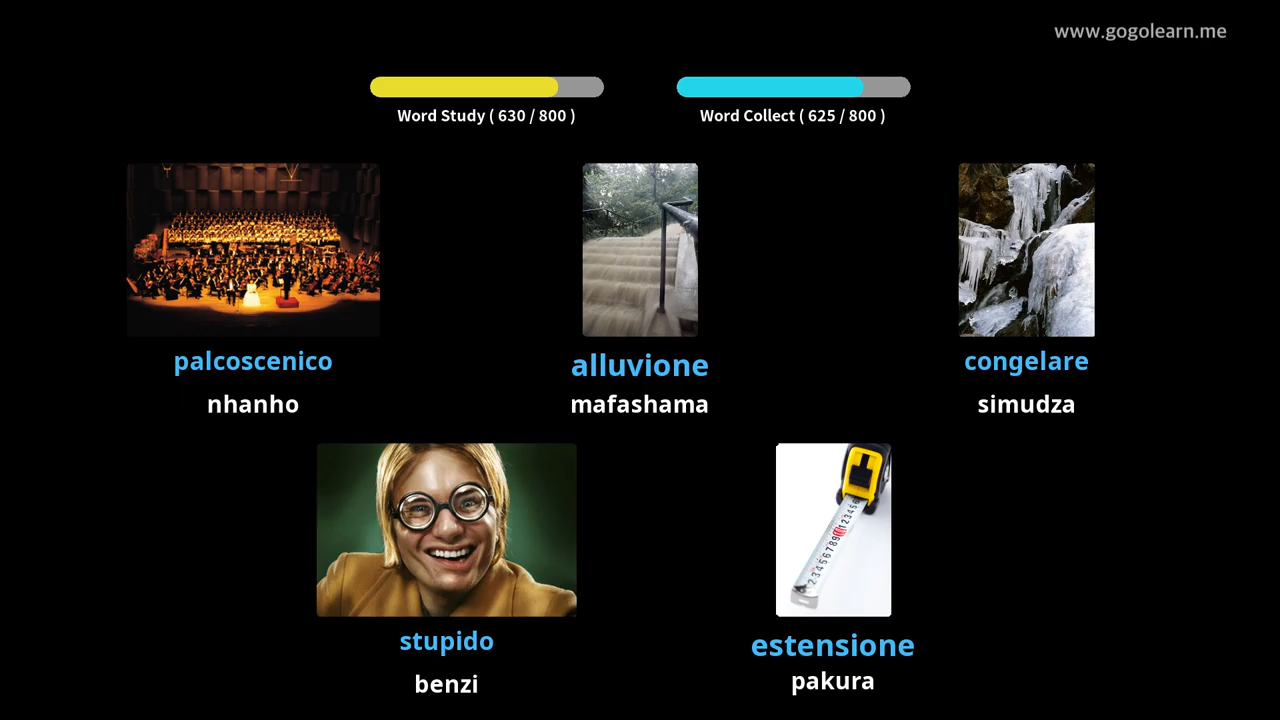 www.gogolearn.me
Word Study ( 630 / 800 )
Word Collect ( 625 / 800 )
palcoscenico
alluvione
congelare
nhanho
mafashama
simudza
stupido
estensione
benzi
pakura